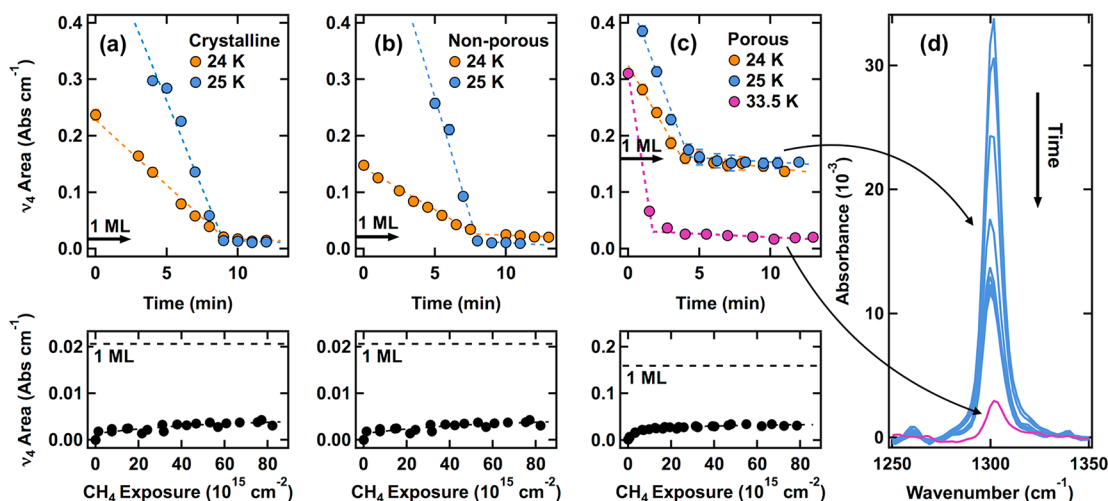 (a) Crystalline
24 K
25 K
(b) Non-porous
24 K
25 K
(c) Porous
24 K
25 K
33.5 K
(d)
ν4 Area (Abs cm-1)
0.4
0.3
0.2
0.1
0.0
1 ML
0 5 10
Time (min)
0.4
0.3
0.2
0.1
0.0
1 ML
0 5 10
Time (min)
0.4
0.3
0.2
0.1
0.0
1 ML
0 5 10
Time (min)
ν4 Area (Abs cm-1)
0.02
0.01
0.00
1 ML
0 20 40 60 80
CH4 Exposure (10^15 cm-2)
0.02
0.01
0.00
1 ML
0 20 40 60 80
CH4 Exposure (10^15 cm-2)
0.2
0.1
0.0
1 ML
0 20 40 60 80
CH4 Exposure (10^15 cm-2)
Absorbance (10-3)
30
20
10
0
Time
1250 1300 1350
Wavenumber (cm-1)